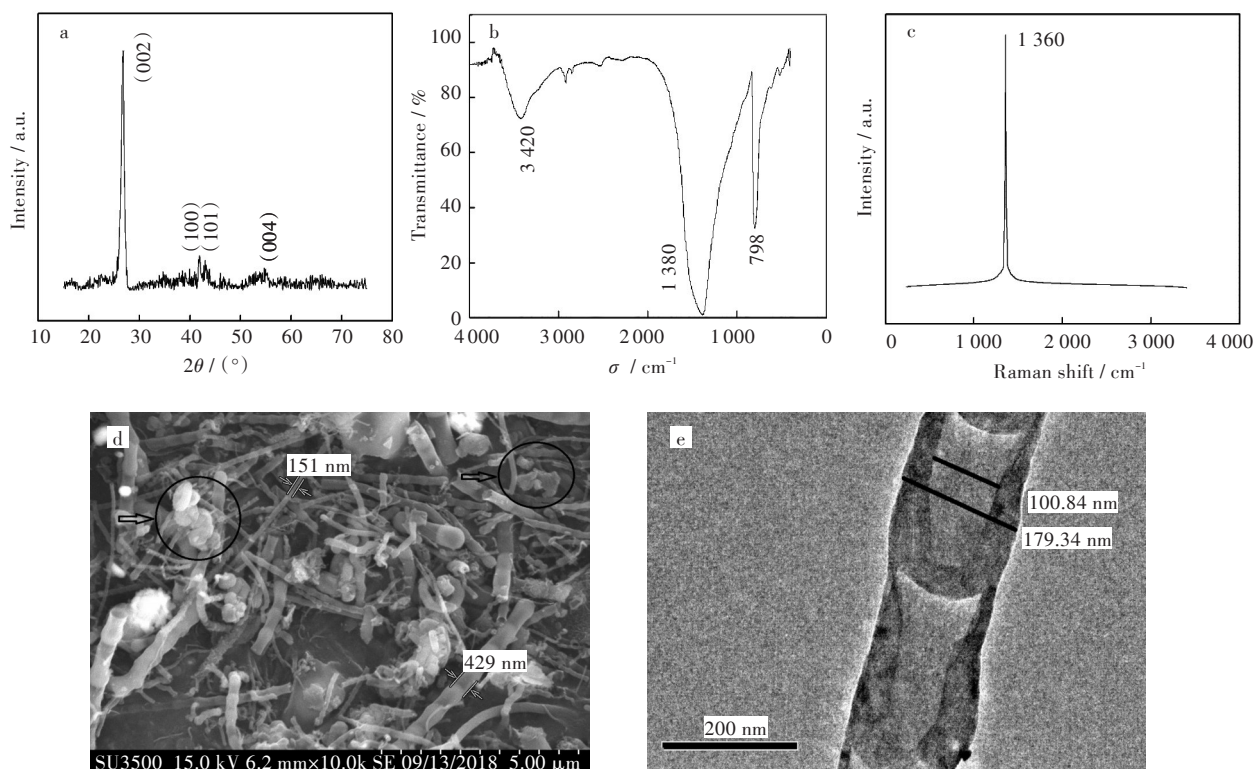 a
(002)
(100)
(101)
(004)
Intensity / a.u.
10 20 30 40 50 60 70 80
2θ / (°)
b
100
80
60
40
20
0
Transmittance / %
3 420
1 380
798
4 000 3 000 2 000 1 000 0
σ / cm⁻¹
c
1 360
Intensity / a.u.
0 1 000 2 000 3 000 4 000
Raman shift / cm⁻¹
d
151 nm
429 nm
SU3500 15.0 kV 6.2 mm×10.0k SE 09/13/2018 5.00 μm
e
100.84 nm
179.34 nm
200 nm